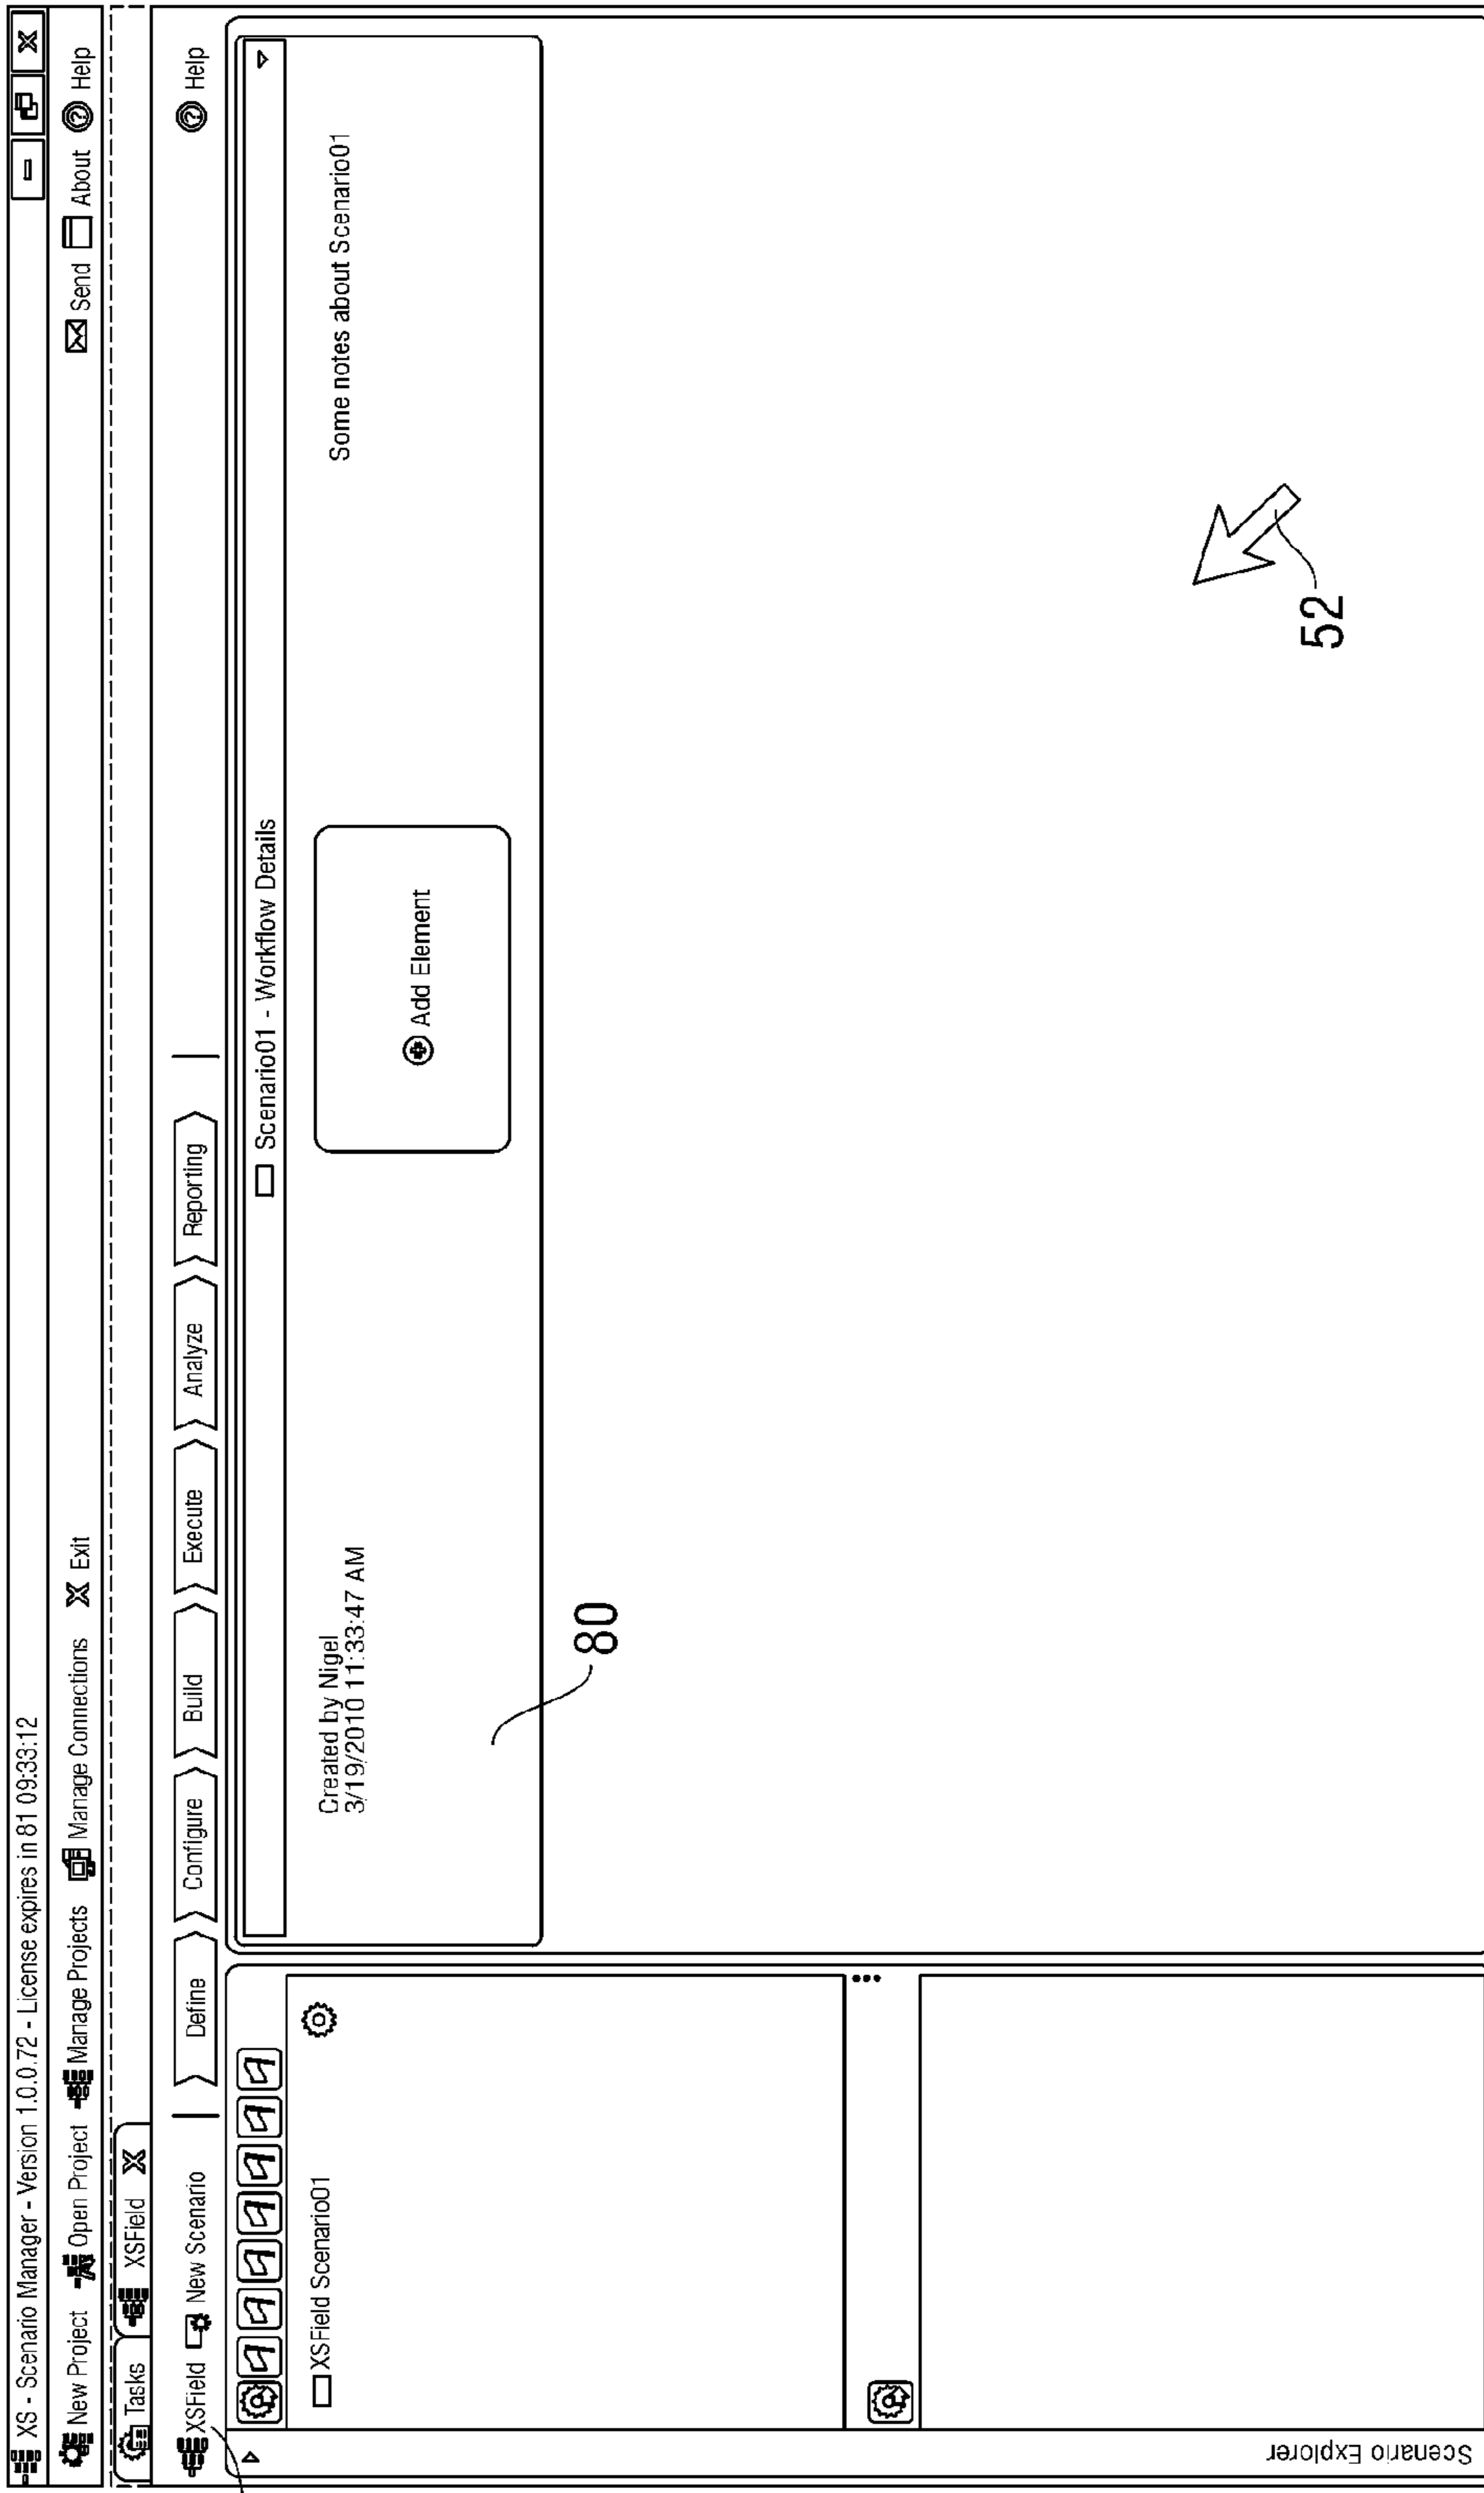 XS - Scenario Manager - Version 1.0.0.72 - License expires in 81 09:33:12
New Project Open Project Manage Projects Manage Connections X Exit Send About ? Help
Tasks XSField X
XSField New Scenario Define Configure Build Execute Analyze Reporting ? Help
Scenario01 - Workflow Details
XSField Scenario01
Created by Nigel
3/19/2010 11:33:47 AM
Add Element
Some notes about Scenario01
80
52
Scenario Explorer